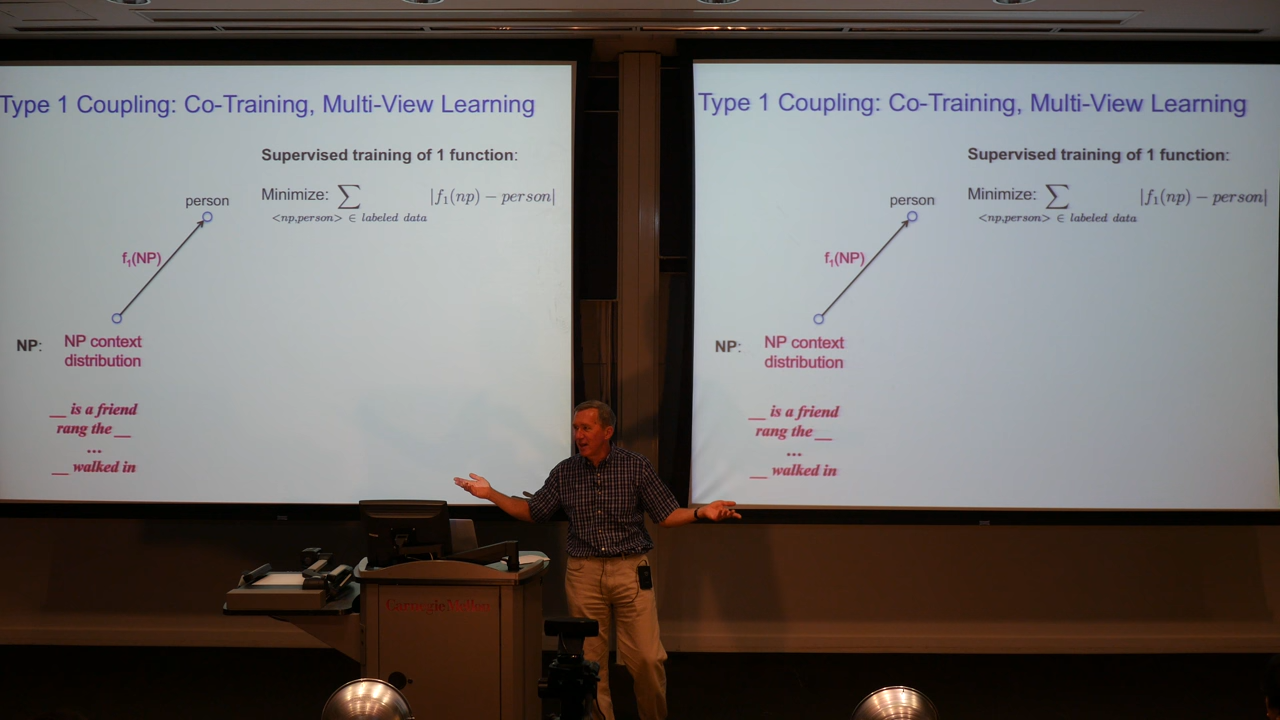 Type 1 Coupling: Co-Training, Multi-View Learning
Supervised training of 1 function:
Minimize: ∑ |f₁(np) − person|
<np,person> ∈ labeled data
person
f₁(NP)
NP: NP context
distribution
__ is a friend
rang the __
...
__ walked in
Type 1 Coupling: Co-Training, Multi-View Learning
Supervised training of 1 function:
Minimize: ∑ |f₁(np) − person|
<np,person> ∈ labeled data
person
f₁(NP)
NP: NP context
distribution
__ is a friend
rang the __
...
__ walked in
Carnegie Mellon